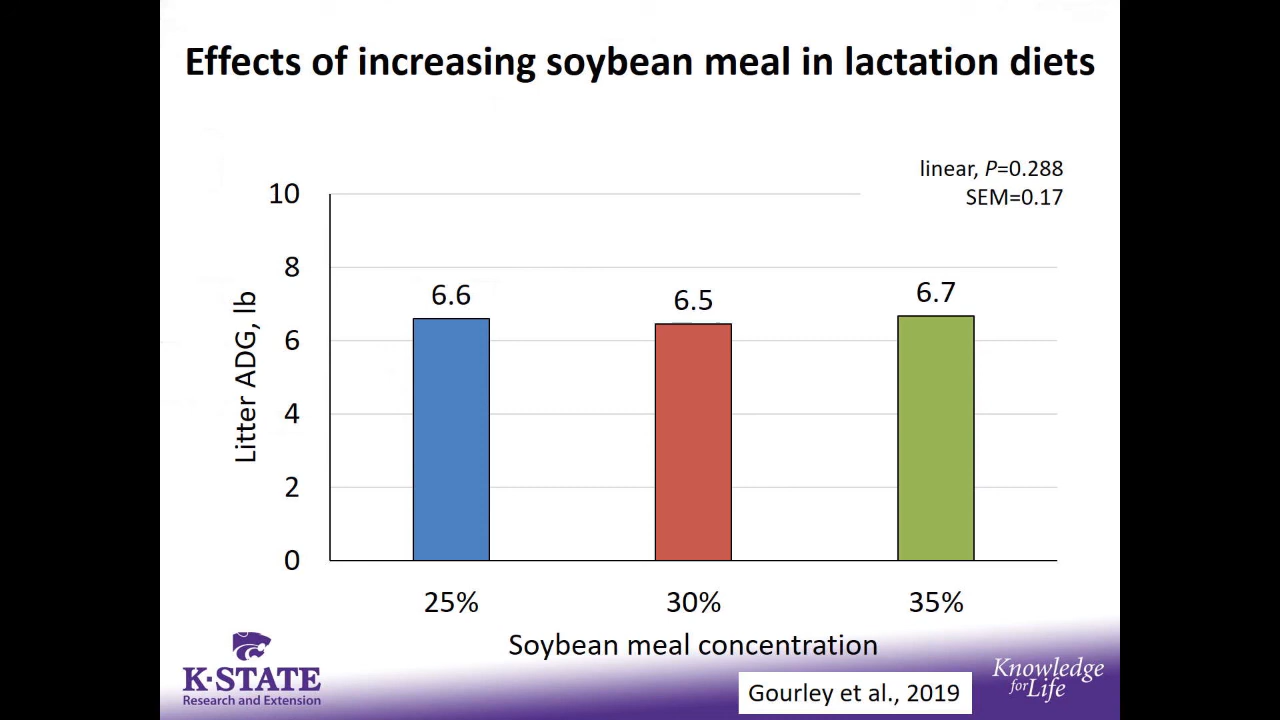 Effects of increasing soybean meal in lactation diets
linear, P=0.288
SEM=0.17
Litter ADG, lb
10
8
6
4
2
0
6.6
6.5
6.7
25%
30%
35%
Soybean meal concentration
K-STATE
Research and Extension
Gourley et al., 2019
Knowledge
for Life